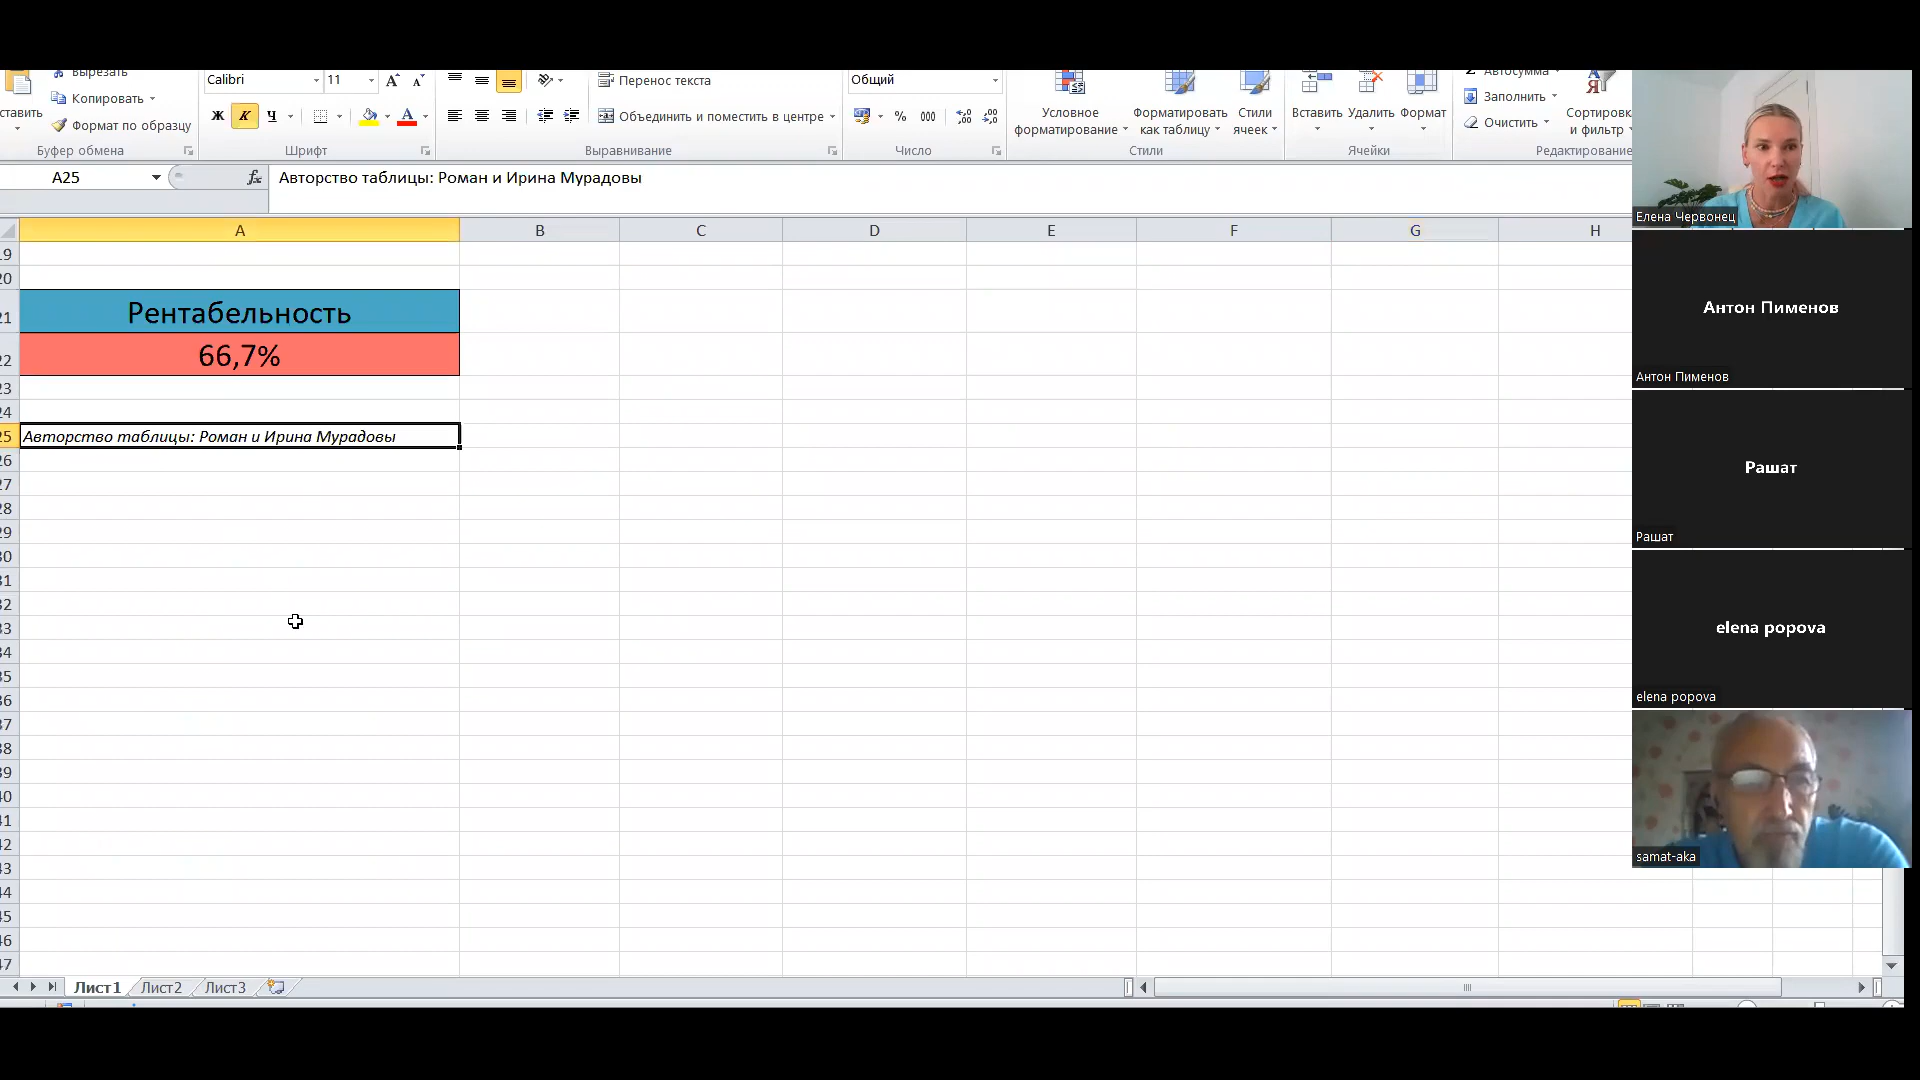 Вырезать
Копировать
Формат по образцу
Буфер обмена
Calibri
11
Ж К Ч
Шрифт
Перенос текста
Объединить и поместить в центре
Выравнивание
Общий
% 000
Число
Условное
форматирование
Форматировать
как таблицу
Стили
ячеек
Стили
Вставить
Удалить
Формат
Ячейки
Автосумма
Заполнить
Очистить
Сортировка
и фильтр
Редактирование
A25
fx
Авторство таблицы: Роман и Ирина Мурадовы
A B C D E F G H
Рентабельность
66,7%
Авторство таблицы: Роман и Ирина Мурадовы
Лист1
Лист2
Лист3
Елена Червонец
Антон Пименов
Антон Пименов
Рашат
Рашат
elena popova
elena popova
samat-aka